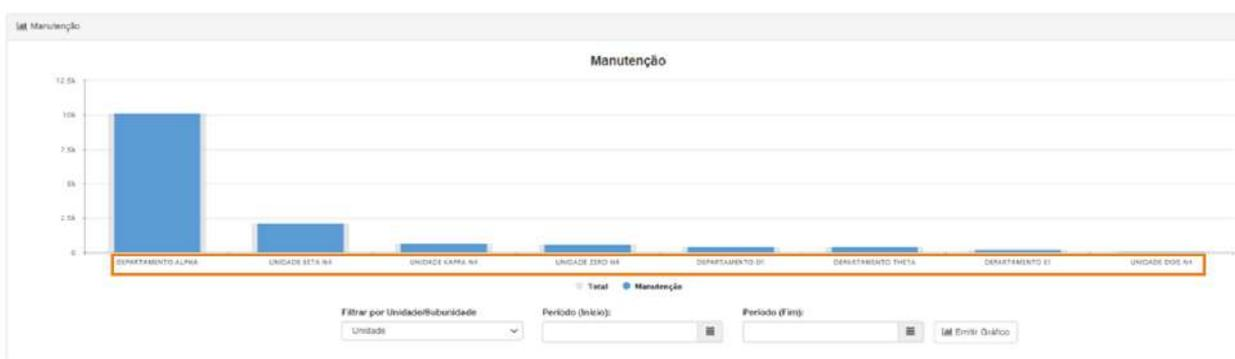 Manutenção
Manutenção
12.5k
10k
7.5k
5k
2.5k
0
DEPARTAMENTO ALPHA UNIDADE BETA NA UNIDADE KAPPA NA UNIDADE ZERO NA DEPARTAMENTO DE DEPARTAMENTO THETA DEPARTAMENTO EI UNIDADE DOIS NA
Total Manutenção
Filtrar por Unidade/Subunidade Período (Início): Período (Fim):
Unidade Emitir Gráfico